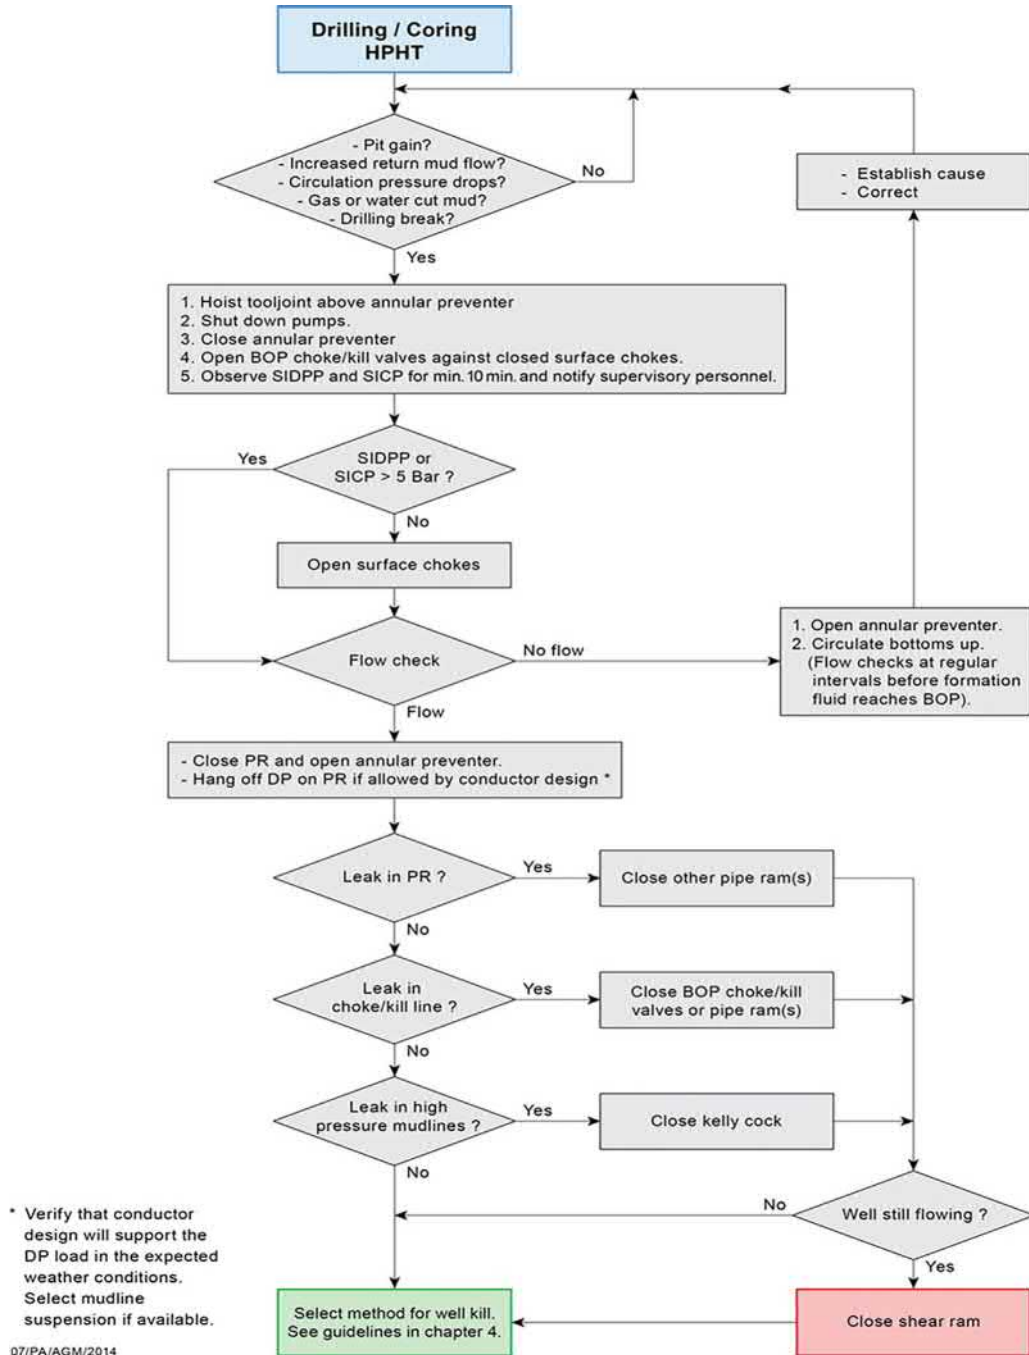 Drilling / Coring
HPHT
- Pit gain?
- Increased return mud flow?
- Circulation pressure drops?
- Gas or water cut mud?
- Drilling break?
No
- Establish cause
- Correct
Yes
1. Hoist tooljoint above annular preventer
2. Shut down pumps.
3. Close annular preventer
4. Open BOP choke/kill valves against closed surface chokes.
5. Observe SIDPP and SICP for min. 10 min. and notify supervisory personnel.
Yes
SIDPP or
SICP > 5 Bar ?
No
Open surface chokes
Flow check
No flow
1. Open annular preventer.
2. Circulate bottoms up.
(Flow checks at regular
intervals before formation
fluid reaches BOP).
Flow
- Close PR and open annular preventer.
- Hang off DP on PR if allowed by conductor design *
Leak in PR ?
Yes
Close other pipe ram(s)
No
Leak in
choke/kill line ?
Yes
Close BOP choke/kill
valves or pipe ram(s)
No
Leak in high
pressure mudlines ?
Yes
Close kelly cock
No
No
Well still flowing ?
Yes
* Verify that conductor
design will support the
DP load in the expected
weather conditions.
Select mudline
suspension if available.
Select method for well kill.
See guidelines in chapter 4.
Close shear ram
07/PA/AGM/2014